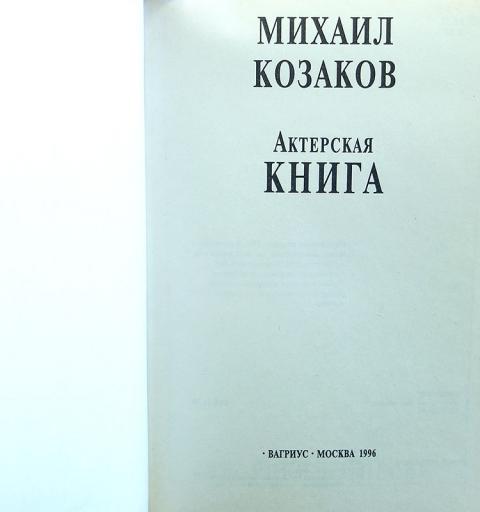 МИХАИЛ
КОЗАКОВ
АКТЕРСКАЯ
КНИГА
· ВАГРИУС · МОСКВА 1996